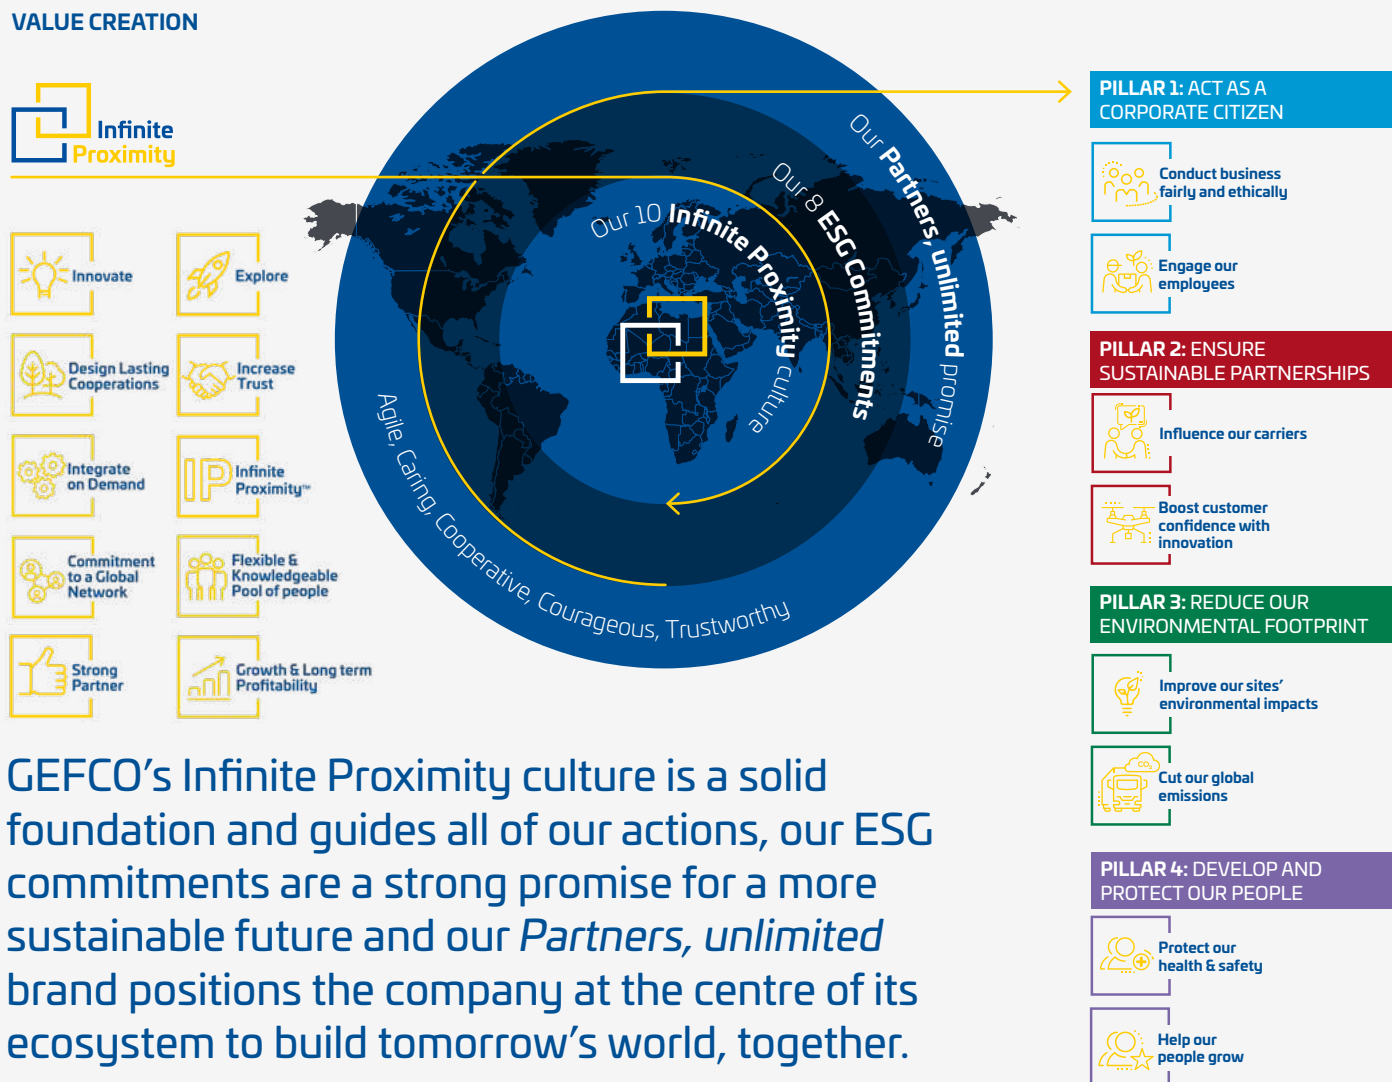 VALUE CREATION
Infinite
Proximity
Innovate
Explore
Design Lasting
Cooperations
Increase
Trust
Integrate
on Demand
IP
Infinite
Proximity™
Commitment
to a Global
Network
Flexible &
Knowledgeable
Pool of people
Strong
Partner
Growth & Long term
Profitability
Our 10 Infinite Proximity culture
Our 8 ESG Commitments
Our Partners, unlimited promise
Agile, Caring, Cooperative, Courageous, Trustworthy
PILLAR 1: ACT AS A
CORPORATE CITIZEN
Conduct business
fairly and ethically
Engage our
employees
PILLAR 2: ENSURE
SUSTAINABLE PARTNERSHIPS
Influence our carriers
Boost customer
confidence with
innovation
PILLAR 3: REDUCE OUR
ENVIRONMENTAL FOOTPRINT
Improve our sites’
environmental impacts
CO₂
Cut our global
emissions
PILLAR 4: DEVELOP AND
PROTECT OUR PEOPLE
Protect our
health & safety
Help our
people grow
GEFCO’s Infinite Proximity culture is a solid
foundation and guides all of our actions, our ESG
commitments are a strong promise for a more
sustainable future and our Partners, unlimited
brand positions the company at the centre of its
ecosystem to build tomorrow’s world, together.